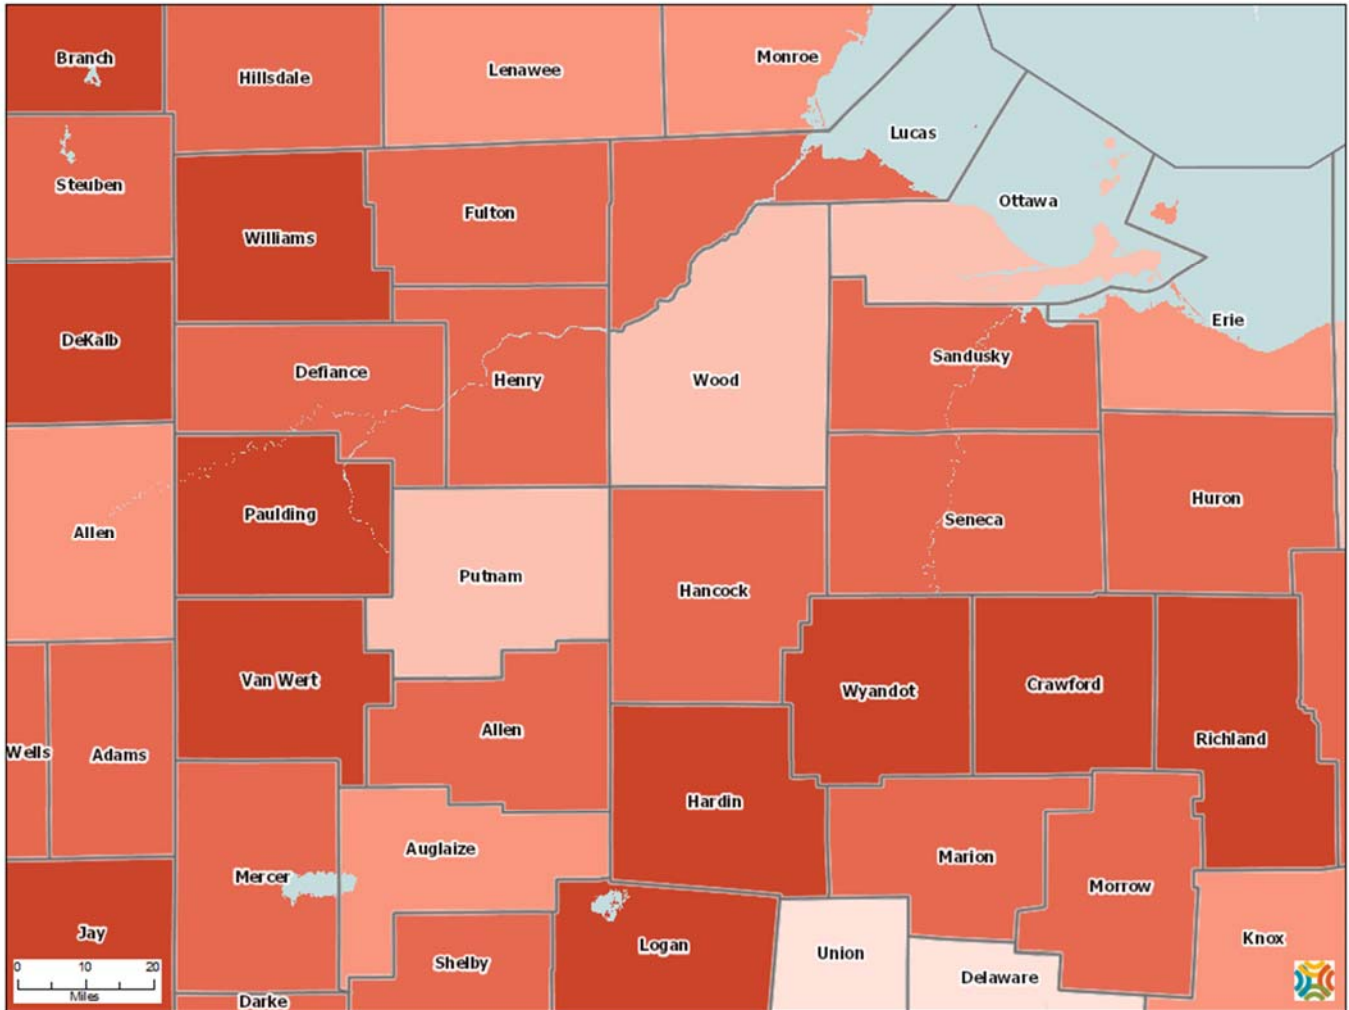 Branch
Hillsdale
Lenawee
Monroe
Lucas
Steuben
Ottawa
Fulton
Williams
Erie
DeKalb
Sandusky
Defiance
Henry
Wood
Huron
Paulding
Seneca
Allen
Putnam
Hancock
Van Wert
Crawford
Wyandot
Allen
Richland
Wells
Adams
Hardin
Auglaize
Marion
Mercer
Morrow
Jay
Knox
Logan
Union
Shelby
Delaware
0 10 20
Miles
Darke